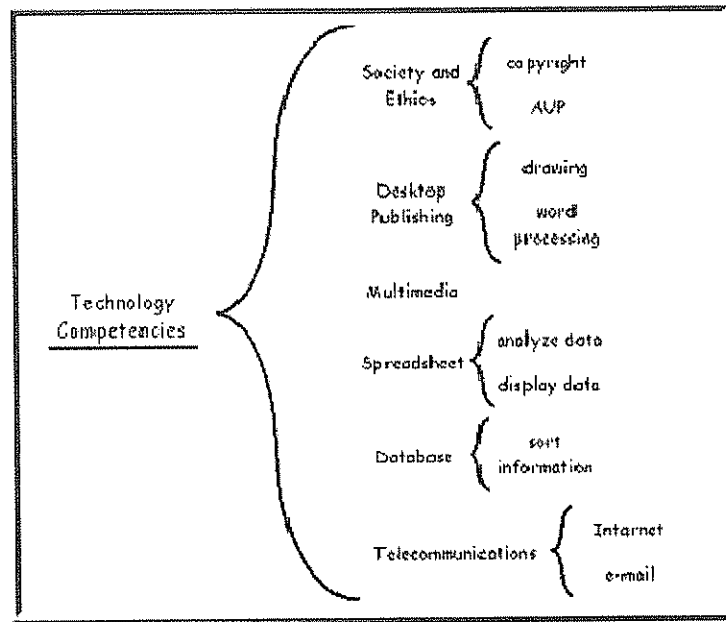 Technology
Competencies
Society and
Ethics
copyright
AUP
Desktop
Publishing
drawing
word
processing
Multimedia
Spreadsheet
analyze data
display data
Database
sort
information
Telecommunications
Internet
e-mail